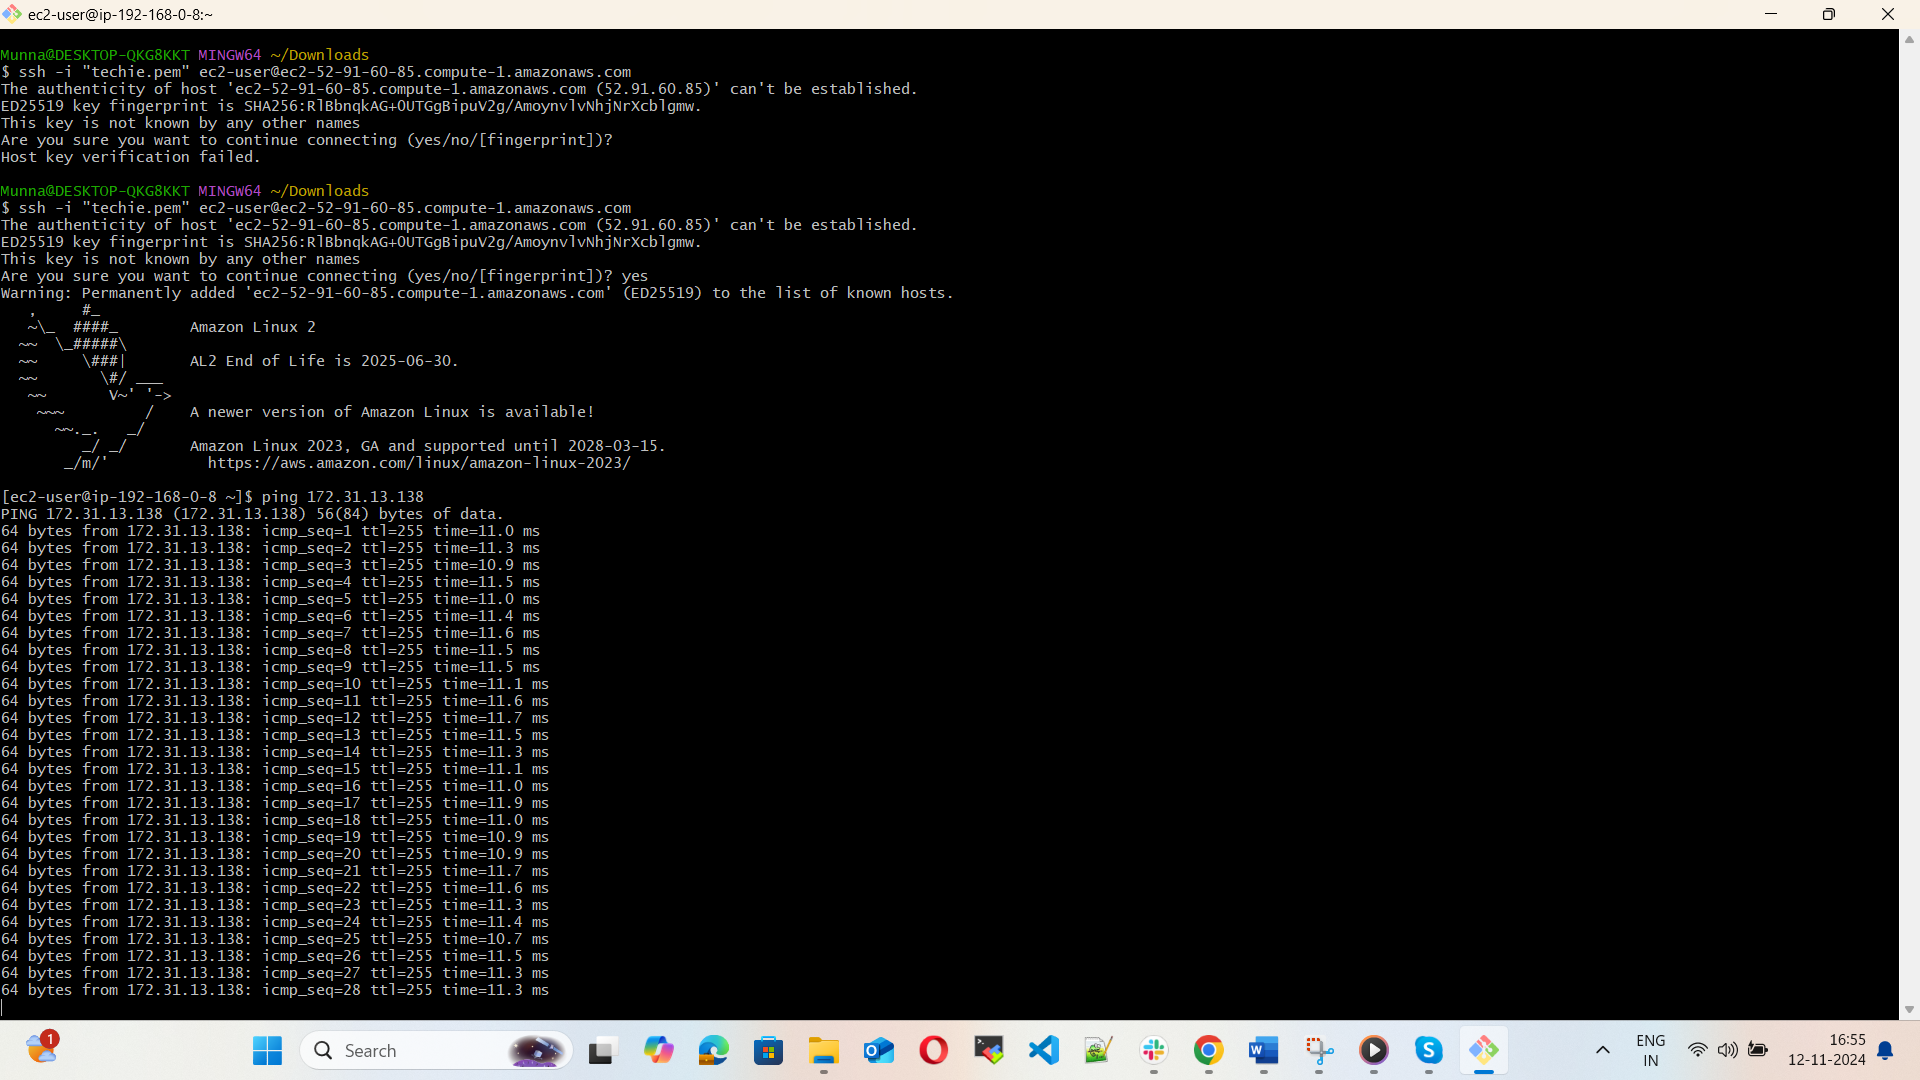 ec2-user@ip-192-168-0-8:~
Munna@DESKTOP-QKG8KKT MINGW64 ~/Downloads
$ ssh -i "techie.pem" ec2-user@ec2-52-91-60-85.compute-1.amazonaws.com
The authenticity of host 'ec2-52-91-60-85.compute-1.amazonaws.com (52.91.60.85)' can't be established.
ED25519 key fingerprint is SHA256:RlBbnqkAG+OUTGgBipuV2g/AmoynvlvNhjNrXcblgmw.
This key is not known by any other names
Are you sure you want to continue connecting (yes/no/[fingerprint])?
Host key verification failed.
Munna@DESKTOP-QKG8KKT MINGW64 ~/Downloads
$ ssh -i "techie.pem" ec2-user@ec2-52-91-60-85.compute-1.amazonaws.com
The authenticity of host 'ec2-52-91-60-85.compute-1.amazonaws.com (52.91.60.85)' can't be established.
ED25519 key fingerprint is SHA256:RlBbnqkAG+OUTGgBipuV2g/AmoynvlvNhjNrXcblgmw.
This key is not known by any other names
Are you sure you want to continue connecting (yes/no/[fingerprint])? yes
Warning: Permanently added 'ec2-52-91-60-85.compute-1.amazonaws.com' (ED25519) to the list of known hosts.
   ,     #_
   ~\_  ####_        Amazon Linux 2
  ~~  \_#####\
  ~~     \###|       AL2 End of Life is 2025-06-30.
  ~~       \#/ ___
   ~~       V~' '->
    ~~~         /    A newer version of Amazon Linux is available!
      ~~._.   _/
         _/ _/       Amazon Linux 2023, GA and supported until 2028-03-15.
       _/m/'           https://aws.amazon.com/linux/amazon-linux-2023/
[ec2-user@ip-192-168-0-8 ~]$ ping 172.31.13.138
PING 172.31.13.138 (172.31.13.138) 56(84) bytes of data.
64 bytes from 172.31.13.138: icmp_seq=1 ttl=255 time=11.0 ms
64 bytes from 172.31.13.138: icmp_seq=2 ttl=255 time=11.3 ms
64 bytes from 172.31.13.138: icmp_seq=3 ttl=255 time=10.9 ms
64 bytes from 172.31.13.138: icmp_seq=4 ttl=255 time=11.5 ms
64 bytes from 172.31.13.138: icmp_seq=5 ttl=255 time=11.0 ms
64 bytes from 172.31.13.138: icmp_seq=6 ttl=255 time=11.4 ms
64 bytes from 172.31.13.138: icmp_seq=7 ttl=255 time=11.6 ms
64 bytes from 172.31.13.138: icmp_seq=8 ttl=255 time=11.5 ms
64 bytes from 172.31.13.138: icmp_seq=9 ttl=255 time=11.5 ms
64 bytes from 172.31.13.138: icmp_seq=10 ttl=255 time=11.1 ms
64 bytes from 172.31.13.138: icmp_seq=11 ttl=255 time=11.6 ms
64 bytes from 172.31.13.138: icmp_seq=12 ttl=255 time=11.7 ms
64 bytes from 172.31.13.138: icmp_seq=13 ttl=255 time=11.5 ms
64 bytes from 172.31.13.138: icmp_seq=14 ttl=255 time=11.3 ms
64 bytes from 172.31.13.138: icmp_seq=15 ttl=255 time=11.1 ms
64 bytes from 172.31.13.138: icmp_seq=16 ttl=255 time=11.0 ms
64 bytes from 172.31.13.138: icmp_seq=17 ttl=255 time=11.9 ms
64 bytes from 172.31.13.138: icmp_seq=18 ttl=255 time=11.0 ms
64 bytes from 172.31.13.138: icmp_seq=19 ttl=255 time=10.9 ms
64 bytes from 172.31.13.138: icmp_seq=20 ttl=255 time=10.9 ms
64 bytes from 172.31.13.138: icmp_seq=21 ttl=255 time=11.7 ms
64 bytes from 172.31.13.138: icmp_seq=22 ttl=255 time=11.6 ms
64 bytes from 172.31.13.138: icmp_seq=23 ttl=255 time=11.3 ms
64 bytes from 172.31.13.138: icmp_seq=24 ttl=255 time=11.4 ms
64 bytes from 172.31.13.138: icmp_seq=25 ttl=255 time=10.7 ms
64 bytes from 172.31.13.138: icmp_seq=26 ttl=255 time=11.5 ms
64 bytes from 172.31.13.138: icmp_seq=27 ttl=255 time=11.3 ms
64 bytes from 172.31.13.138: icmp_seq=28 ttl=255 time=11.3 ms
1
Search
ENG
IN
16:55
12-11-2024